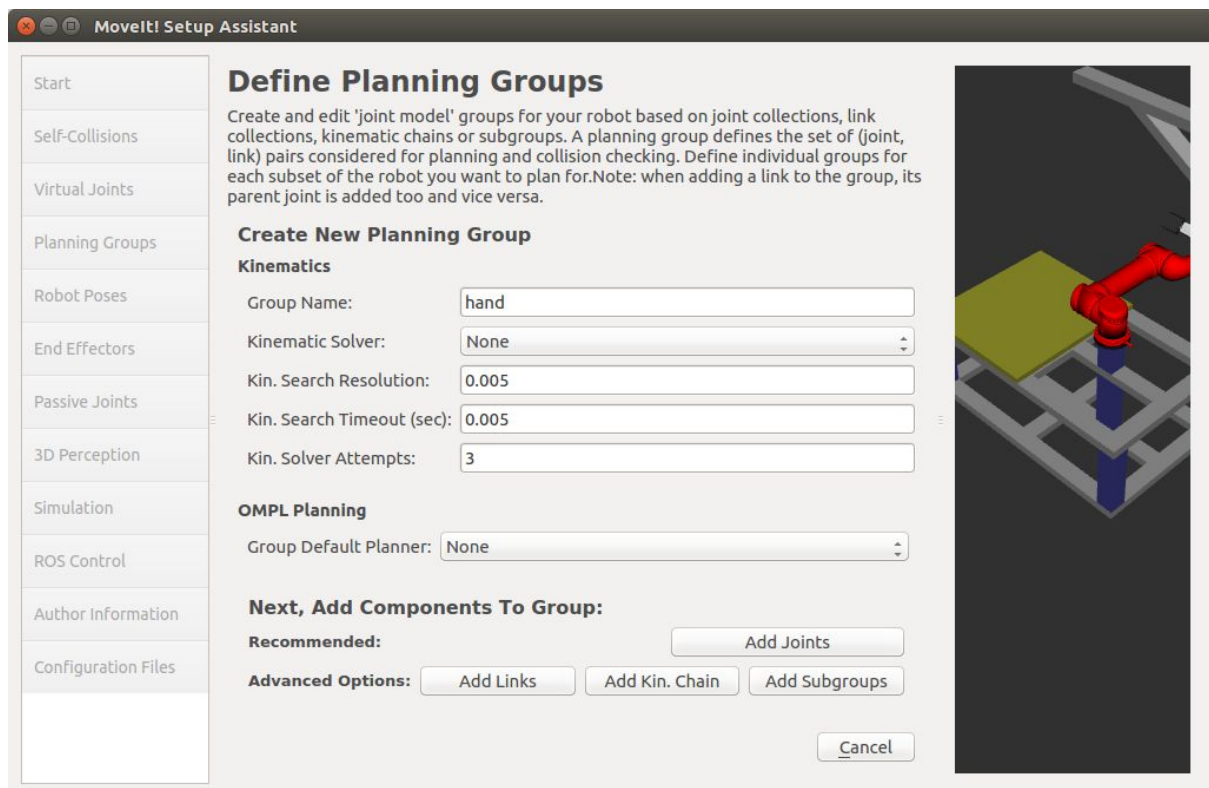 MoveIt! Setup Assistant
Start
Self-Collisions
Virtual Joints
Planning Groups
Robot Poses
End Effectors
Passive Joints
3D Perception
Simulation
ROS Control
Author Information
Configuration Files
Define Planning Groups
Create and edit 'joint model' groups for your robot based on joint collections, link
collections, kinematic chains or subgroups. A planning group defines the set of (joint,
link) pairs considered for planning and collision checking. Define individual groups for
each subset of the robot you want to plan for.Note: when adding a link to the group, its
parent joint is added too and vice versa.
Create New Planning Group
Kinematics
Group Name: hand
Kinematic Solver: None
Kin. Search Resolution: 0.005
Kin. Search Timeout (sec): 0.005
Kin. Solver Attempts: 3
OMPL Planning
Group Default Planner: None
Next, Add Components To Group:
Recommended: Add Joints
Advanced Options: Add Links Add Kin. Chain Add Subgroups
Cancel